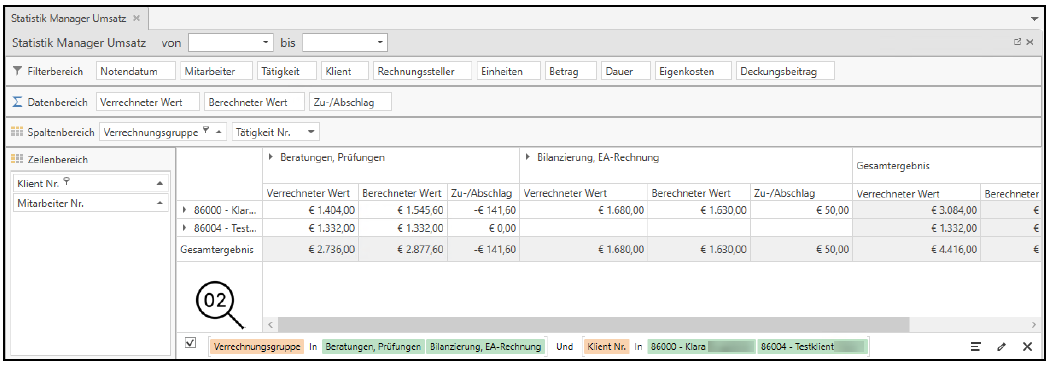 Statistik Manager Umsatz
Statistik Manager Umsatz von bis
Filterbereich Notendatum Mitarbeiter Tätigkeit Klient Rechnungssteller Einheiten Betrag Dauer Eigenkosten Deckungsbeitrag
Datenbereich Verrechneter Wert Berechneter Wert Zu-/Abschlag
Spaltenbereich Verrechnungsgruppe Tätigkeit Nr.
Zeilenbereich
Klient Nr.
Mitarbeiter Nr.
Beratungen, Prüfungen Bilanzierung, EA-Rechnung Gesamtergebnis
Verrechneter Wert Berechneter Wert Zu-/Abschlag Verrechneter Wert Berechneter Wert Zu-/Abschlag Verrechneter Wert Berechneter
86000 - Klar... € 1.404,00 € 1.545,60 -€ 141,60 € 1.680,00 € 1.630,00 € 50,00 € 3.084,00 €
86004 - Test... € 1.332,00 € 1.332,00 € 0,00 € 1.332,00 €
Gesamtergebnis € 2.736,00 € 2.877,60 -€ 141,60 € 1.680,00 € 1.630,00 € 50,00 € 4.416,00 €
02
Verrechnungsgruppe In Beratungen, Prüfungen Bilanzierung, EA-Rechnung Und Klient Nr. In 86000 - Klara 86004 - Testklient